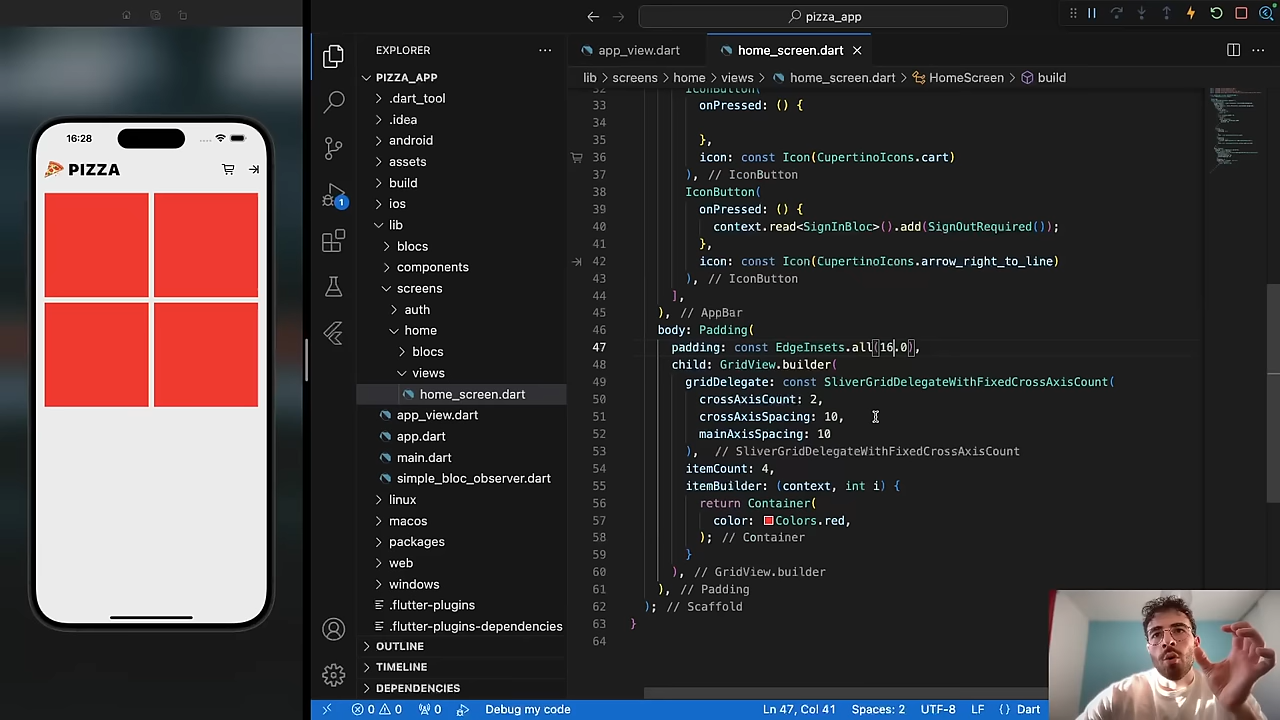 pizza_app
16:28
PIZZA
EXPLORER
PIZZA_APP
.dart_tool
.idea
android
assets
build
ios
lib
blocs
components
screens
auth
home
blocs
views
home_screen.dart
app_view.dart
app.dart
main.dart
simple_bloc_observer.dart
linux
macos
packages
web
windows
.flutter-plugins
.flutter-plugins-dependencies
OUTLINE
TIMELINE
DEPENDENCIES
1
app_view.dart
home_screen.dart
lib > screens > home > views > home_screen.dart > HomeScreen > build
32 IconButton(
33 onPressed: () {
34
35 },
36 icon: const Icon(CupertinoIcons.cart)
37 ), // IconButton
38 IconButton(
39 onPressed: () {
40 context.read<SignInBloc>().add(SignOutRequired());
41 },
42 icon: const Icon(CupertinoIcons.arrow_right_to_line)
43 ), // IconButton
44 ],
45 ), // AppBar
46 body: Padding(
47 padding: const EdgeInsets.all(16.0),
48 child: GridView.builder(
49 gridDelegate: const SliverGridDelegateWithFixedCrossAxisCount(
50 crossAxisCount: 2,
51 crossAxisSpacing: 10,
52 mainAxisSpacing: 10
53 ), // SliverGridDelegateWithFixedCrossAxisCount
54 itemCount: 4,
55 itemBuilder: (context, int i) {
56 return Container(
57 color: Colors.red,
58 ); // Container
59 }
60 ), // GridView.builder
61 ), // Padding
62 ); // Scaffold
63 }
64
0 0 0 Debug my code Ln 47, Col 41 Spaces: 2 UTF-8 LF {} Dart